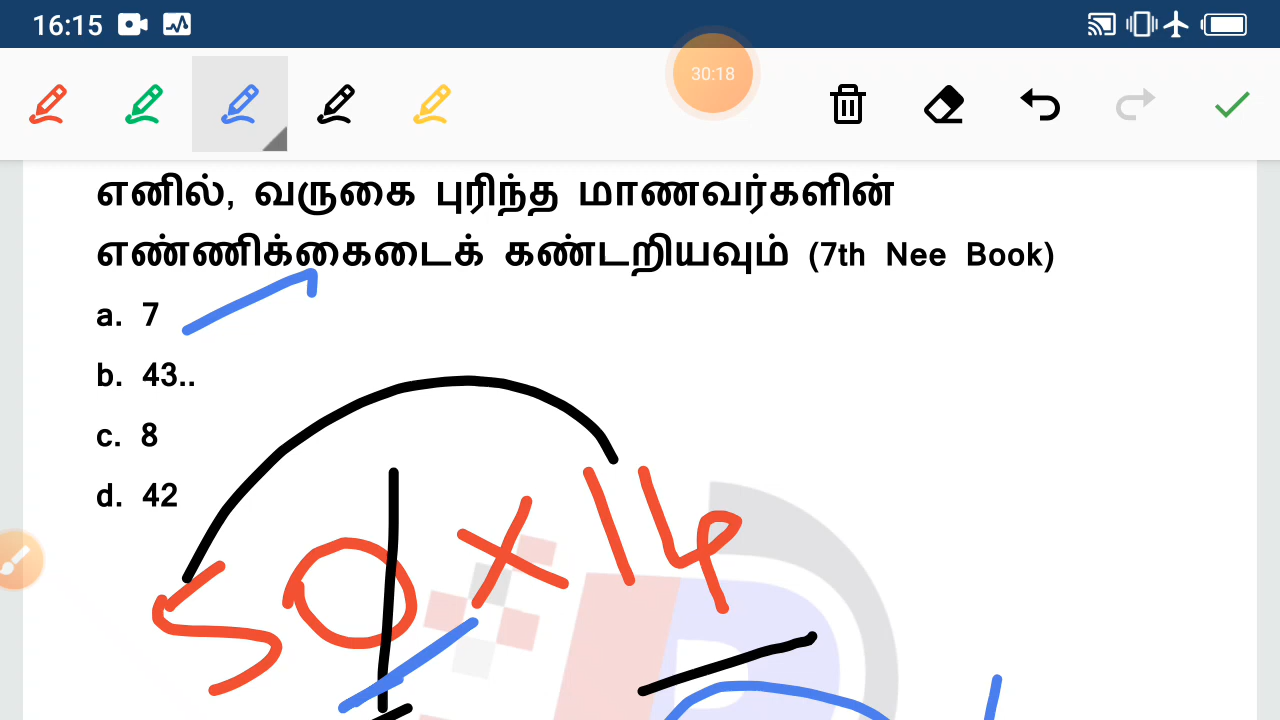 16:15
30:18
எனில், வருகை புரிந்த மாணவர்களின்
எண்ணிக்கைடைக் கண்டறியவும் (7th Nee Book)
a. 7
b. 43..
c. 8
d. 42
50 × 14